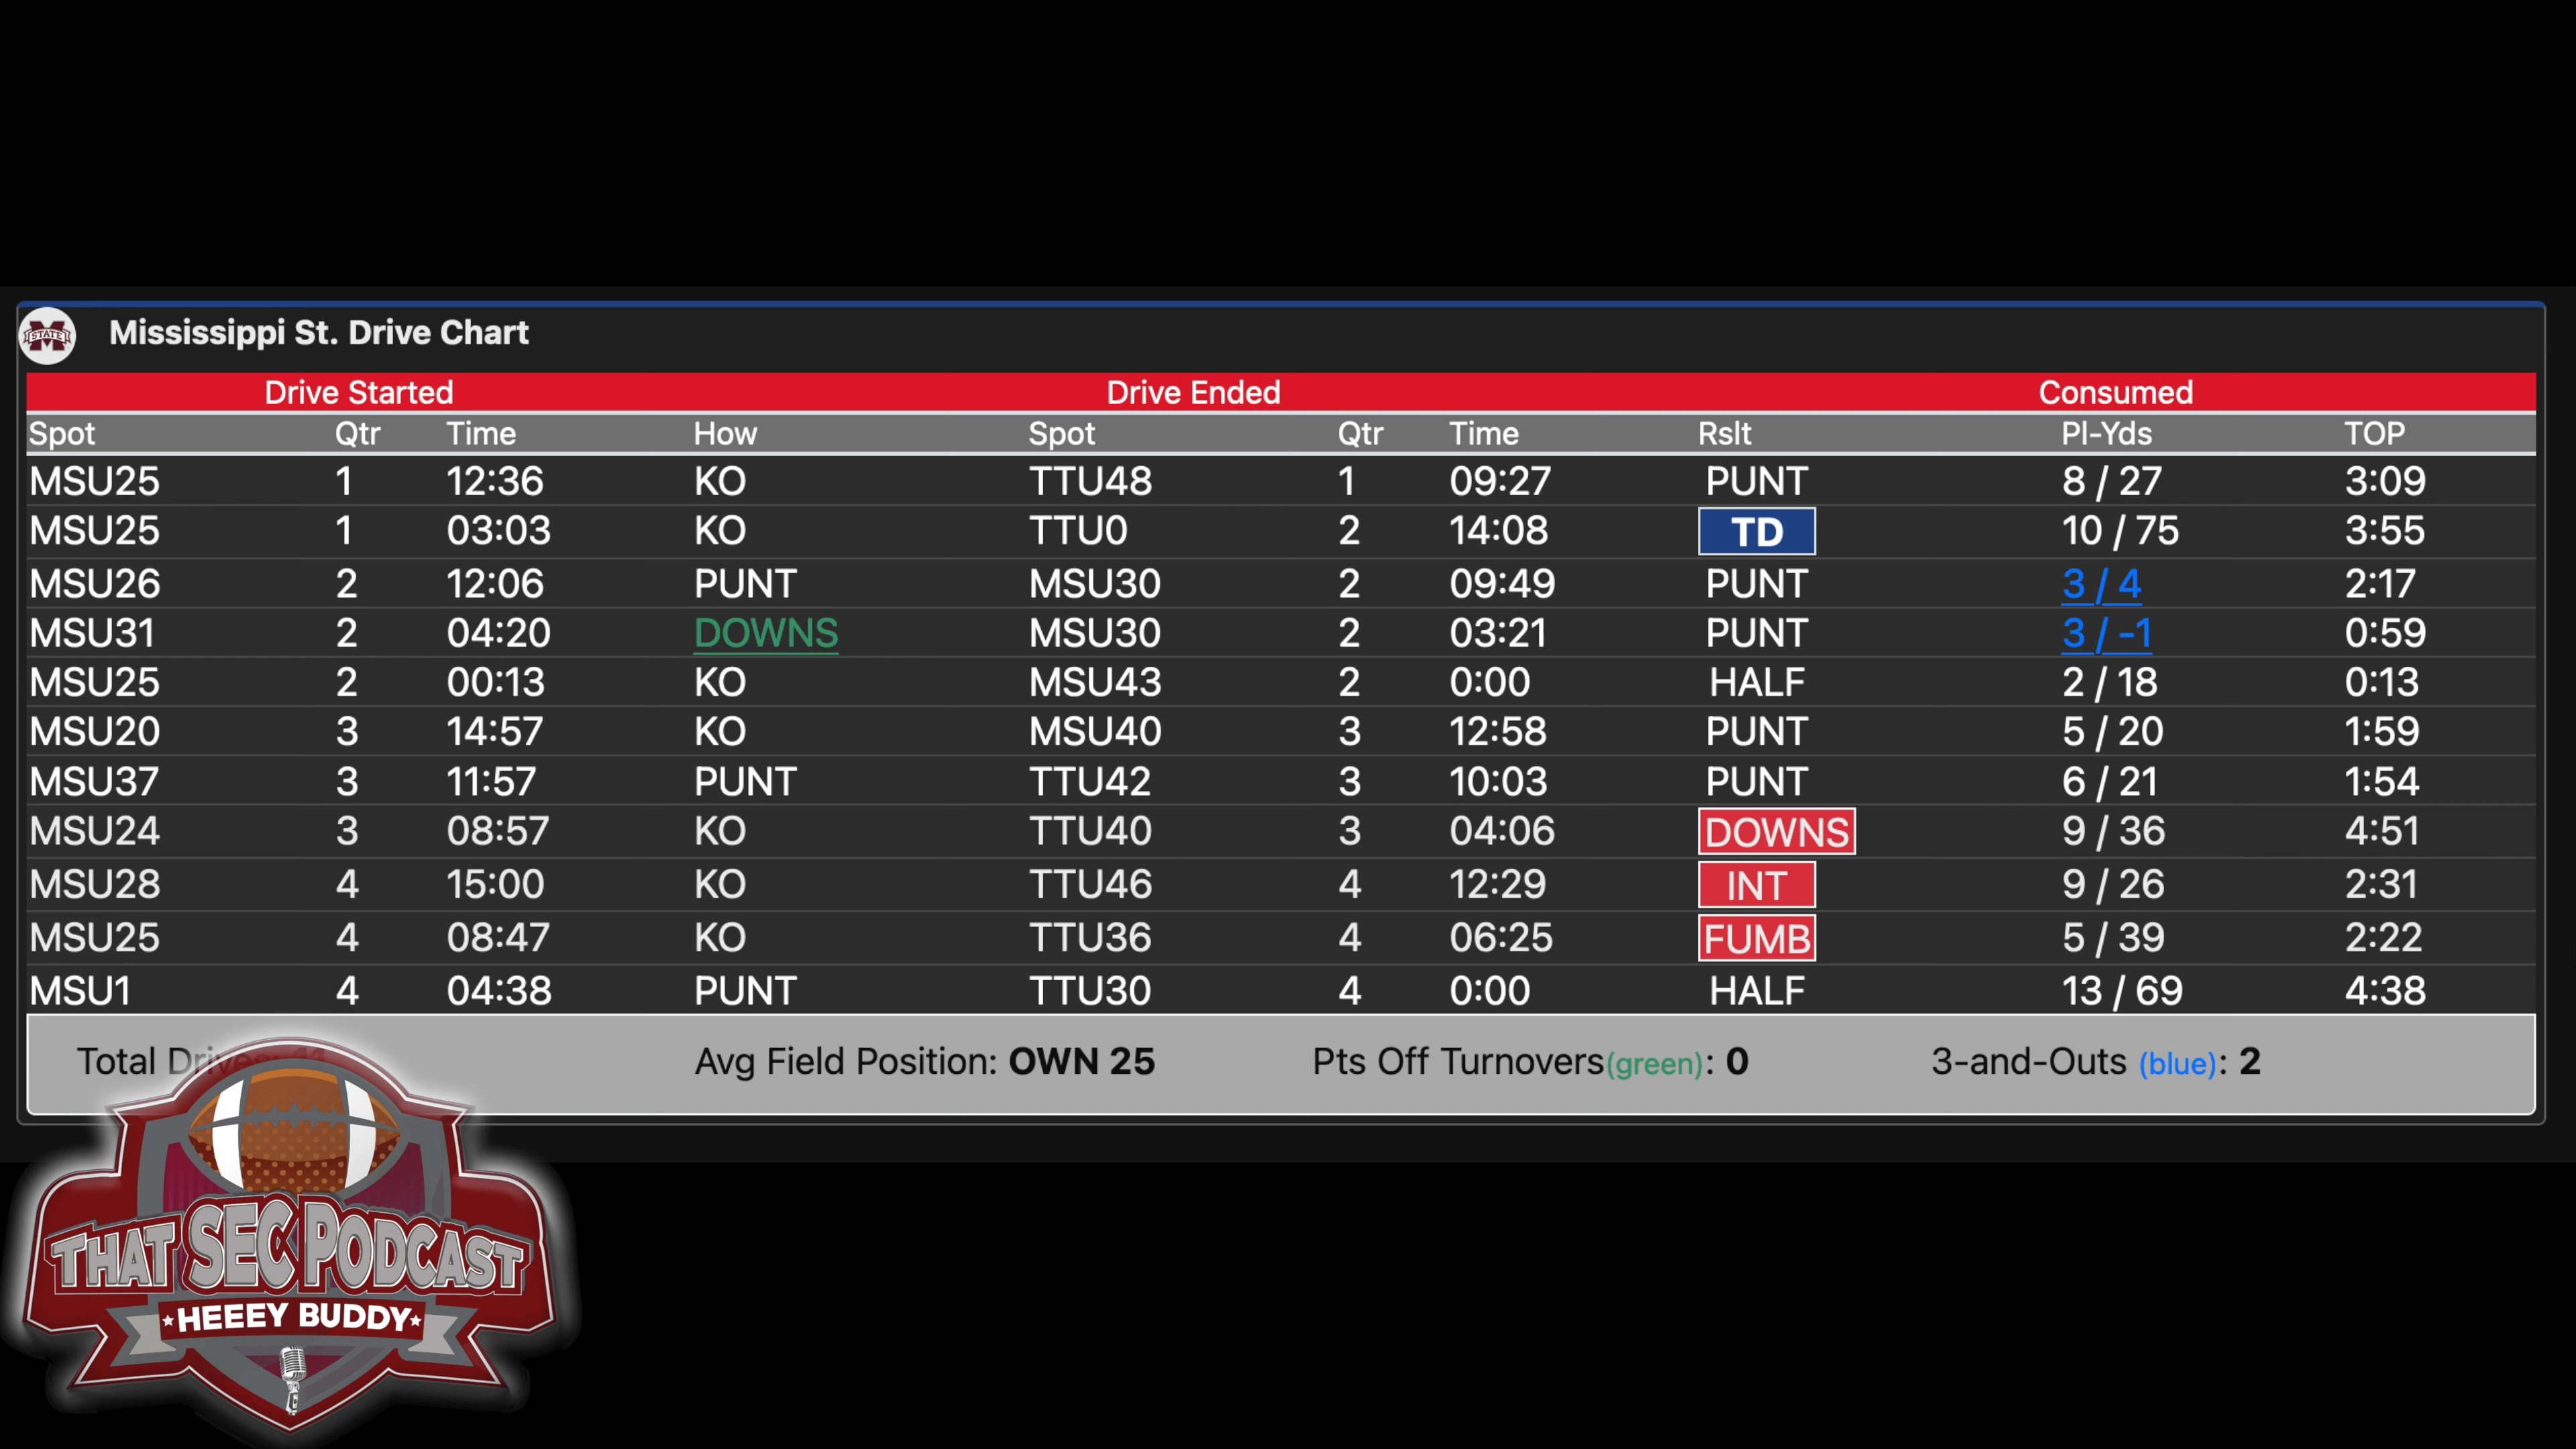 STATE
Mississippi St. Drive Chart
Drive Started Drive Ended Consumed
Spot Qtr Time How Spot Qtr Time Rslt Pl-Yds TOP
MSU25 1 12:36 KO TTU48 1 09:27 PUNT 8 / 27 3:09
MSU25 1 03:03 KO TTU0 2 14:08 TD 10 / 75 3:55
MSU26 2 12:06 PUNT MSU30 2 09:49 PUNT 3 / 4 2:17
MSU31 2 04:20 DOWNS MSU30 2 03:21 PUNT 3 / -1 0:59
MSU25 2 00:13 KO MSU43 2 0:00 HALF 2 / 18 0:13
MSU20 3 14:57 KO MSU40 3 12:58 PUNT 5 / 20 1:59
MSU37 3 11:57 PUNT TTU42 3 10:03 PUNT 6 / 21 1:54
MSU24 3 08:57 KO TTU40 3 04:06 DOWNS 9 / 36 4:51
MSU28 4 15:00 KO TTU46 4 12:29 INT 9 / 26 2:31
MSU25 4 08:47 KO TTU36 4 06:25 FUMB 5 / 39 2:22
MSU1 4 04:38 PUNT TTU30 4 0:00 HALF 13 / 69 4:38
Total Drives: 11 Avg Field Position: OWN 25 Pts Off Turnovers(green): 0 3-and-Outs (blue): 2
THAT SEC PODCAST
HEEEY BUDDY